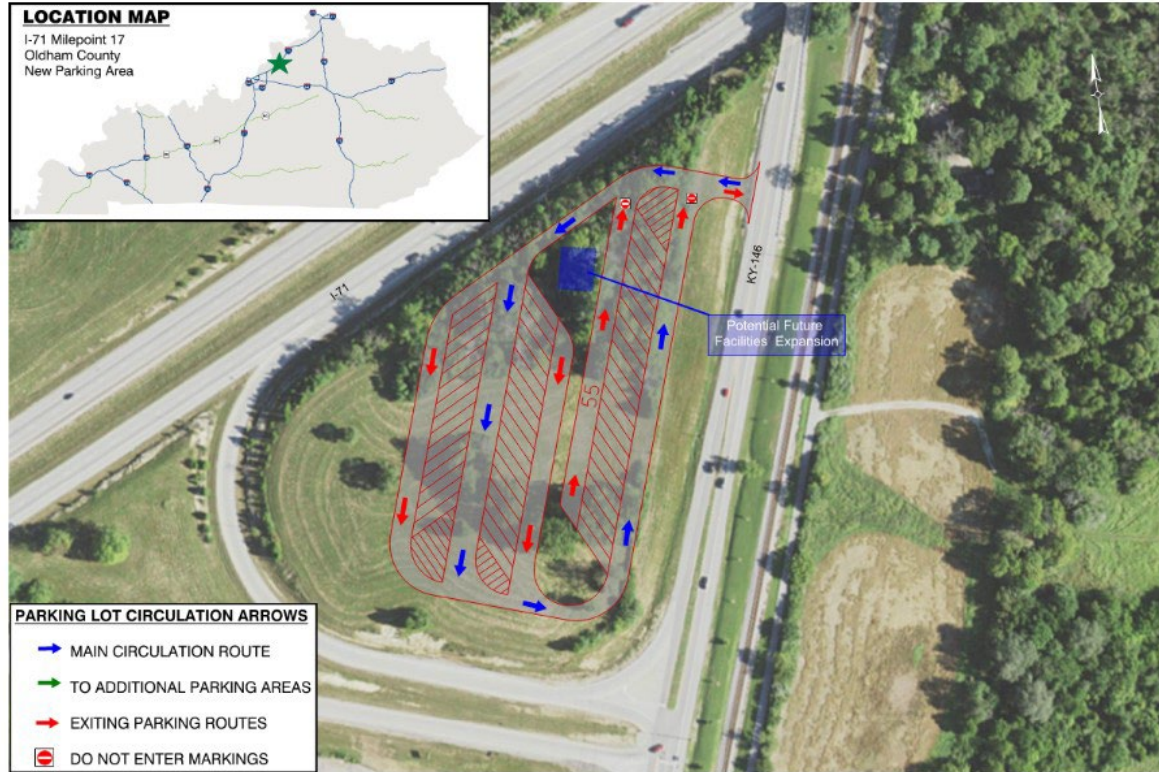 LOCATION MAP
I-71 Milepoint 17
Oldham County
New Parking Area
I-71
KY-146
Potential Future
Facilities Expansion
55
PARKING LOT CIRCULATION ARROWS
MAIN CIRCULATION ROUTE
TO ADDITIONAL PARKING AREAS
EXITING PARKING ROUTES
DO NOT ENTER MARKINGS